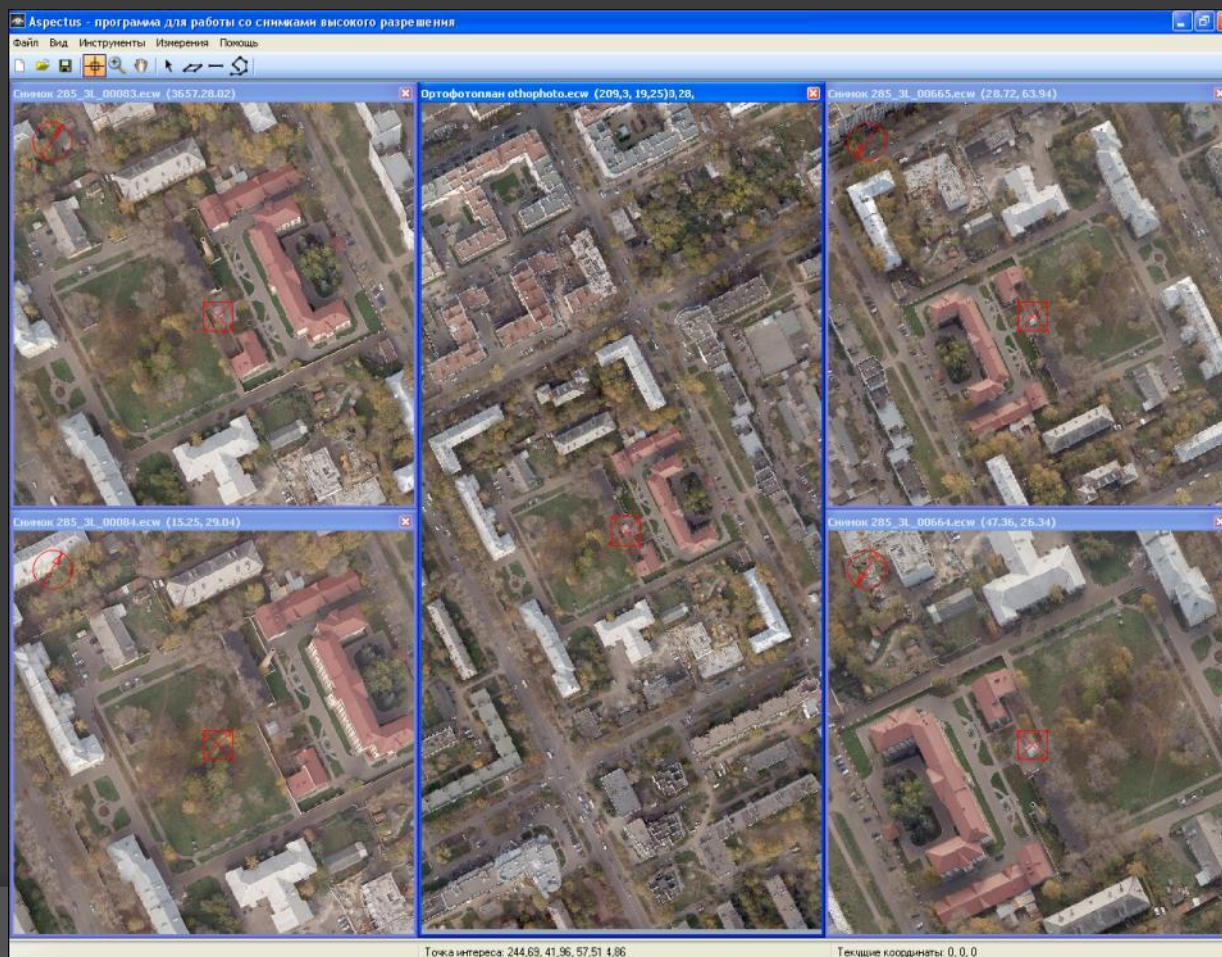 Aspectus - программа для работы со снимками высокого разрешения
Файл Вид Инструменты Измерения Помощь
Снимок 285_3L_00083.ecw (3657.28.02)
Ортофотоплан othophoto.ecw (209,3, 19,25)0,28,
Снимок 285_3L_00665.ecw (28.72, 63.94)
Снимок 285_3L_00084.ecw (15.25, 29.04)
Снимок 285_3L_00664.ecw (47.36, 26.34)
Точка интереса: 244,69, 41,96, 57,51 4,86
Текущие координаты: 0, 0, 0